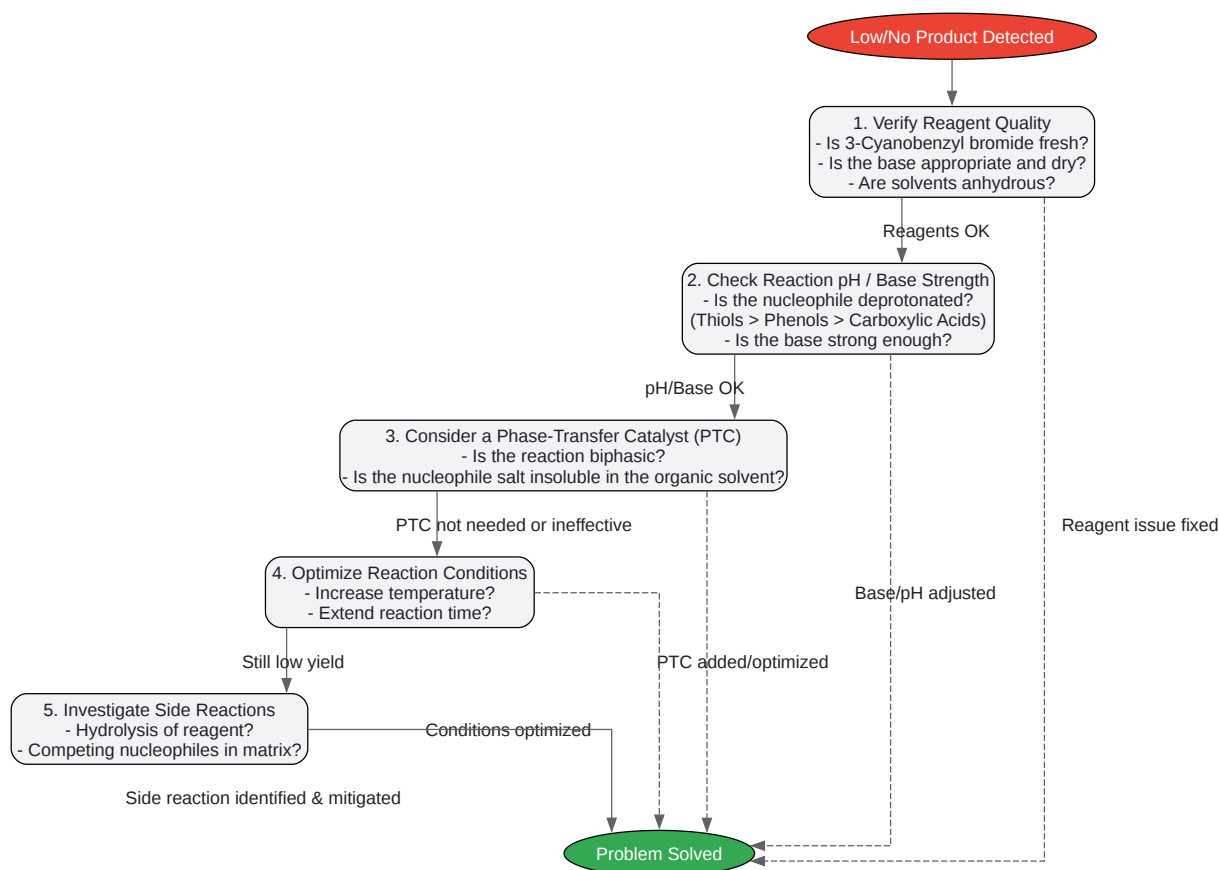 Low/No Product Detected
1. Verify Reagent Quality
- Is 3-Cyanobenzyl bromide fresh?
- Is the base appropriate and dry?
- Are solvents anhydrous?
Reagents OK
2. Check Reaction pH / Base Strength
- Is the nucleophile deprotonated?
(Thiols > Phenols > Carboxylic Acids)
- Is the base strong enough?
pH/Base OK
3. Consider a Phase-Transfer Catalyst (PTC)
- Is the reaction biphasic?
- Is the nucleophile salt insoluble in the organic solvent?
PTC not needed or ineffective
Reagent issue fixed
4. Optimize Reaction Conditions
- Increase temperature?
- Extend reaction time?
Base/pH adjusted
Still low yield
PTC added/optimized
5. Investigate Side Reactions
- Hydrolysis of reagent?
- Competing nucleophiles in matrix?
Conditions optimized
Side reaction identified & mitigated
Problem Solved